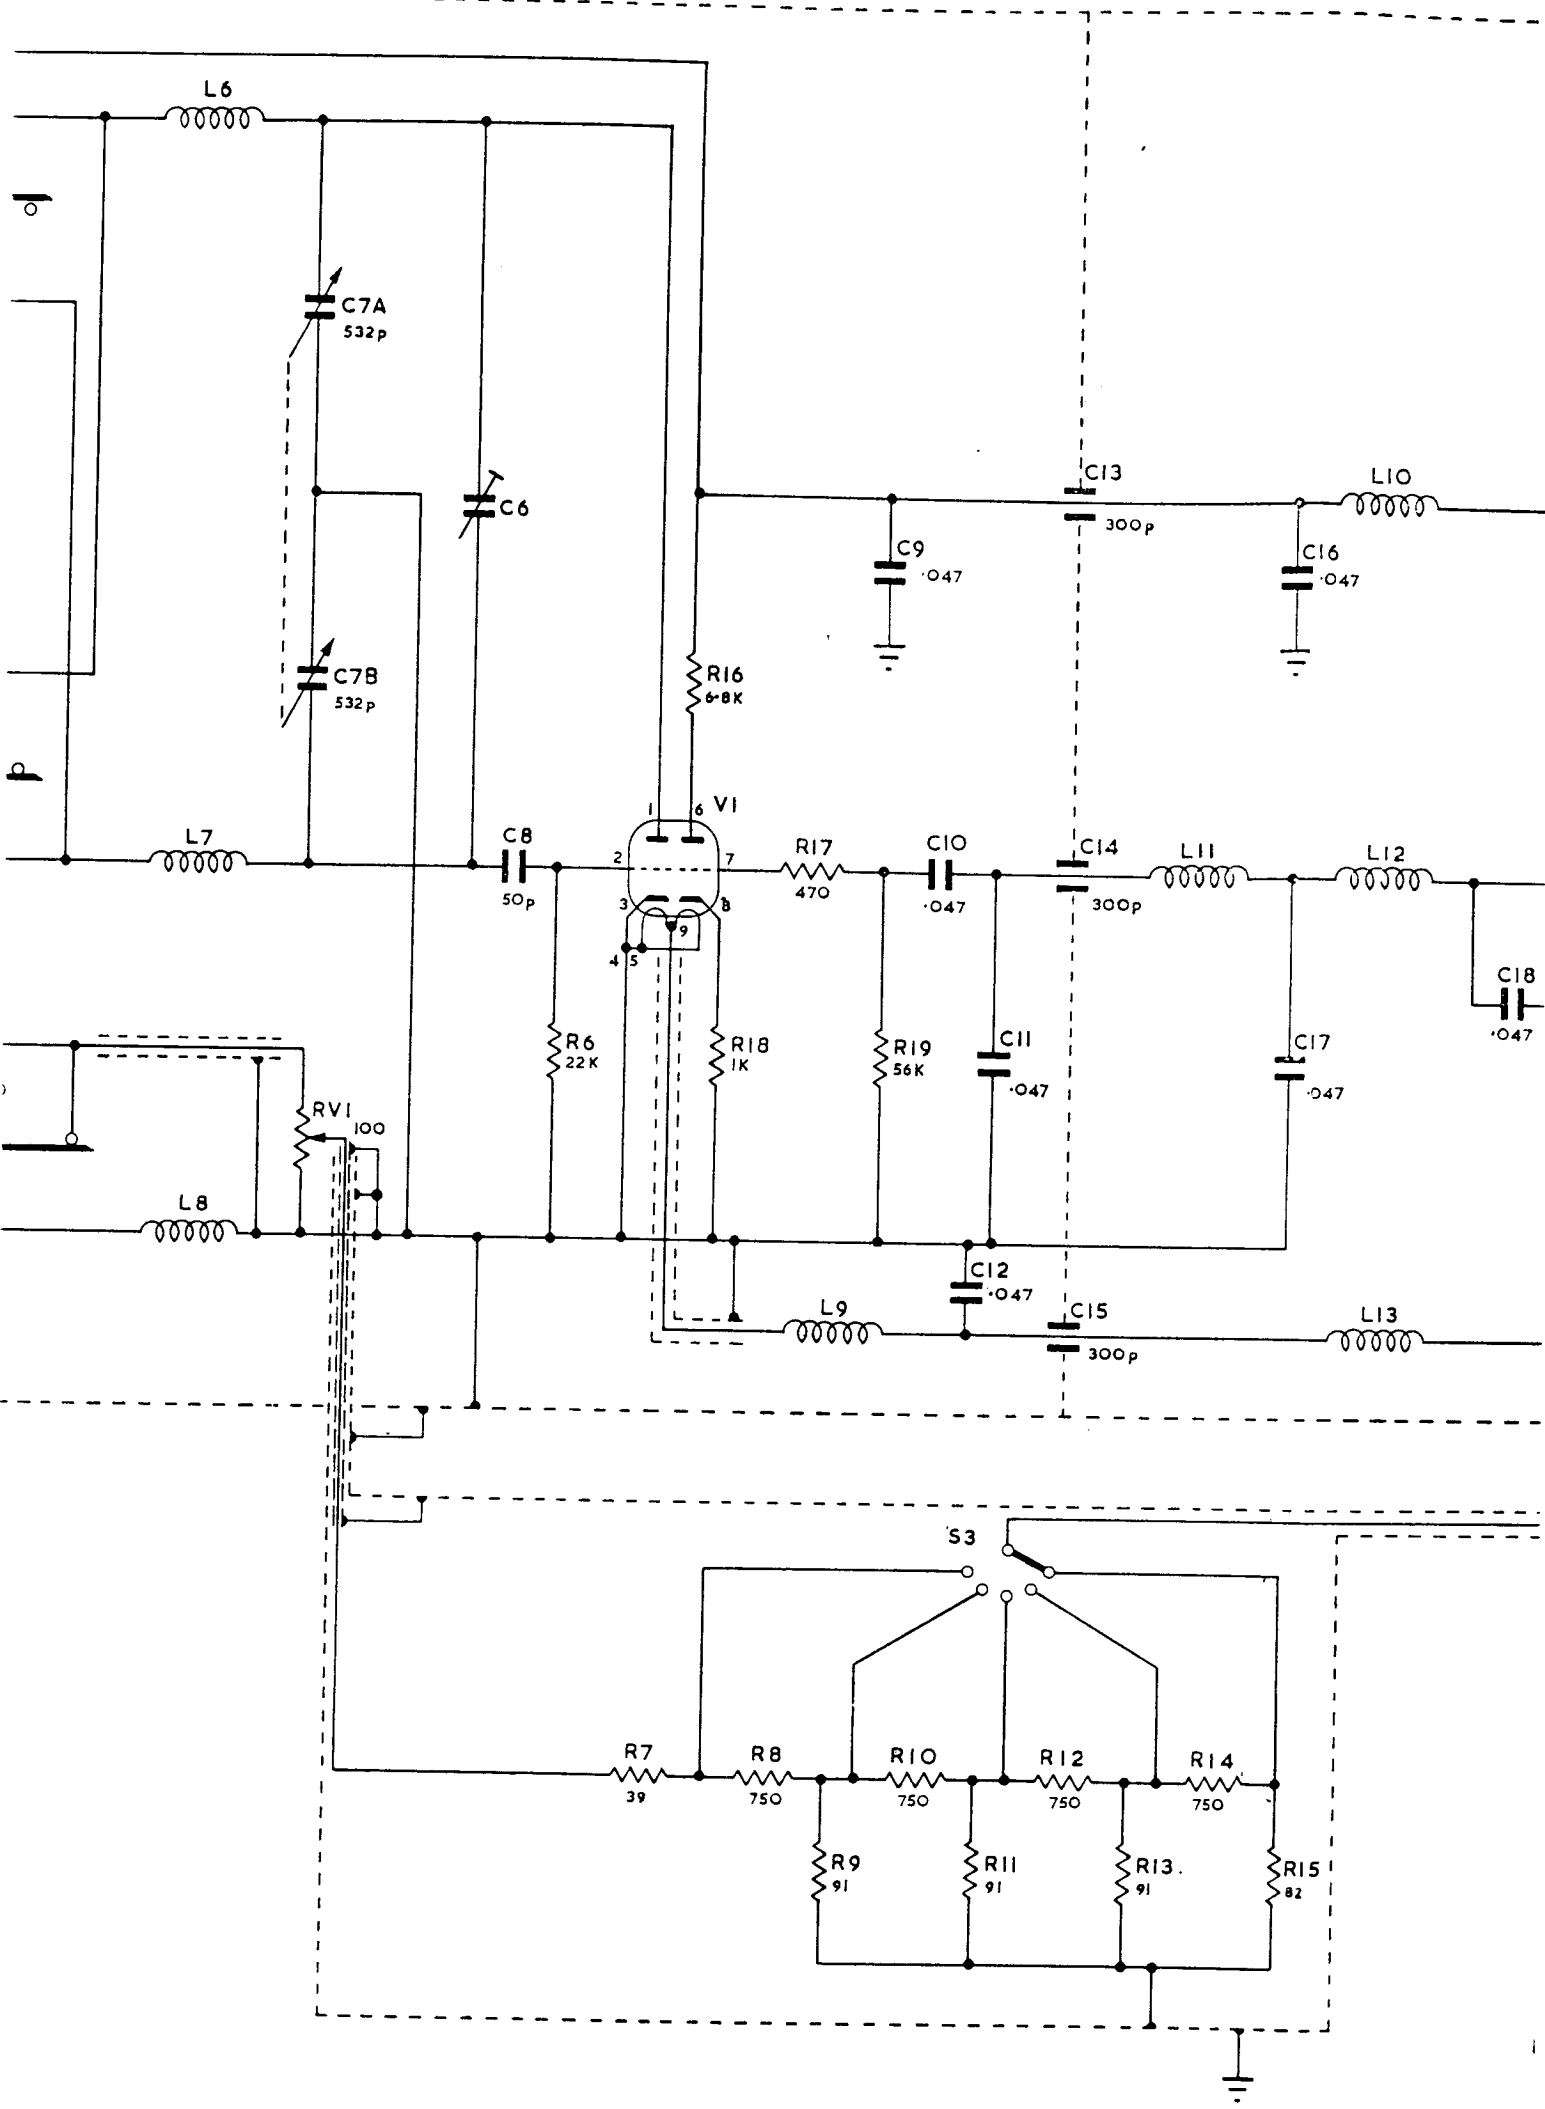 L6
C7A
532p
C13
L10
C6
300p
C9
·047
C16
·047
R16
6·8K
C7B
532p
1
6
V1
L7
C8
2
7
R17
C10
C14
L11
L12
50p
470
·047
300p
3
8
9
4
5
C18
·047
R6
22K
R18
1K
R19
56K
C11
·047
C17
·047
)
RV1
100
L8
C12
·047
L9
C15
300p
L13
S3
R7
39
R8
750
R10
750
R12
750
R14
750
R9
91
R11
91
R13.
91
R15
82